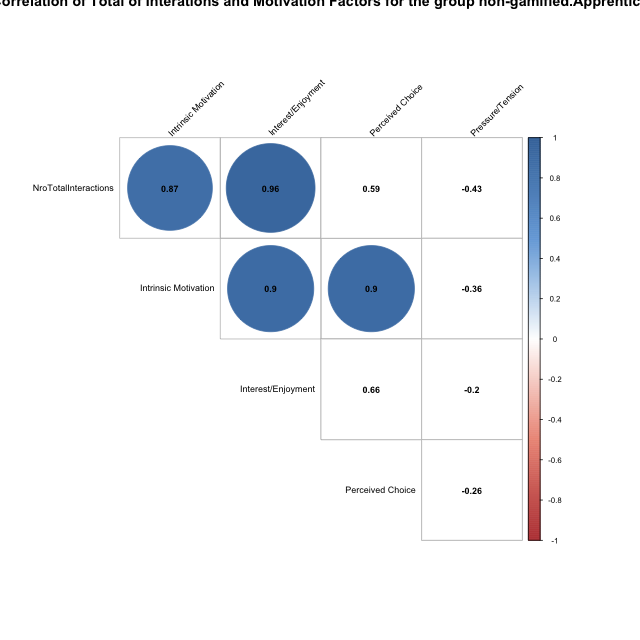 Correlation of Total of Interations and Motivation Factors for the group non-gamified.Apprentic
Intrinsic Motivation
Interest/Enjoyment
Perceived Choice
Pressure/Tension
NroTotalInteractions 0.87 0.96 0.59 -0.43
Intrinsic Motivation 0.9 0.9 -0.36
Interest/Enjoyment 0.66 -0.2
Perceived Choice -0.26
1
0.8
0.6
0.4
0.2
0
-0.2
-0.4
-0.6
-0.8
-1